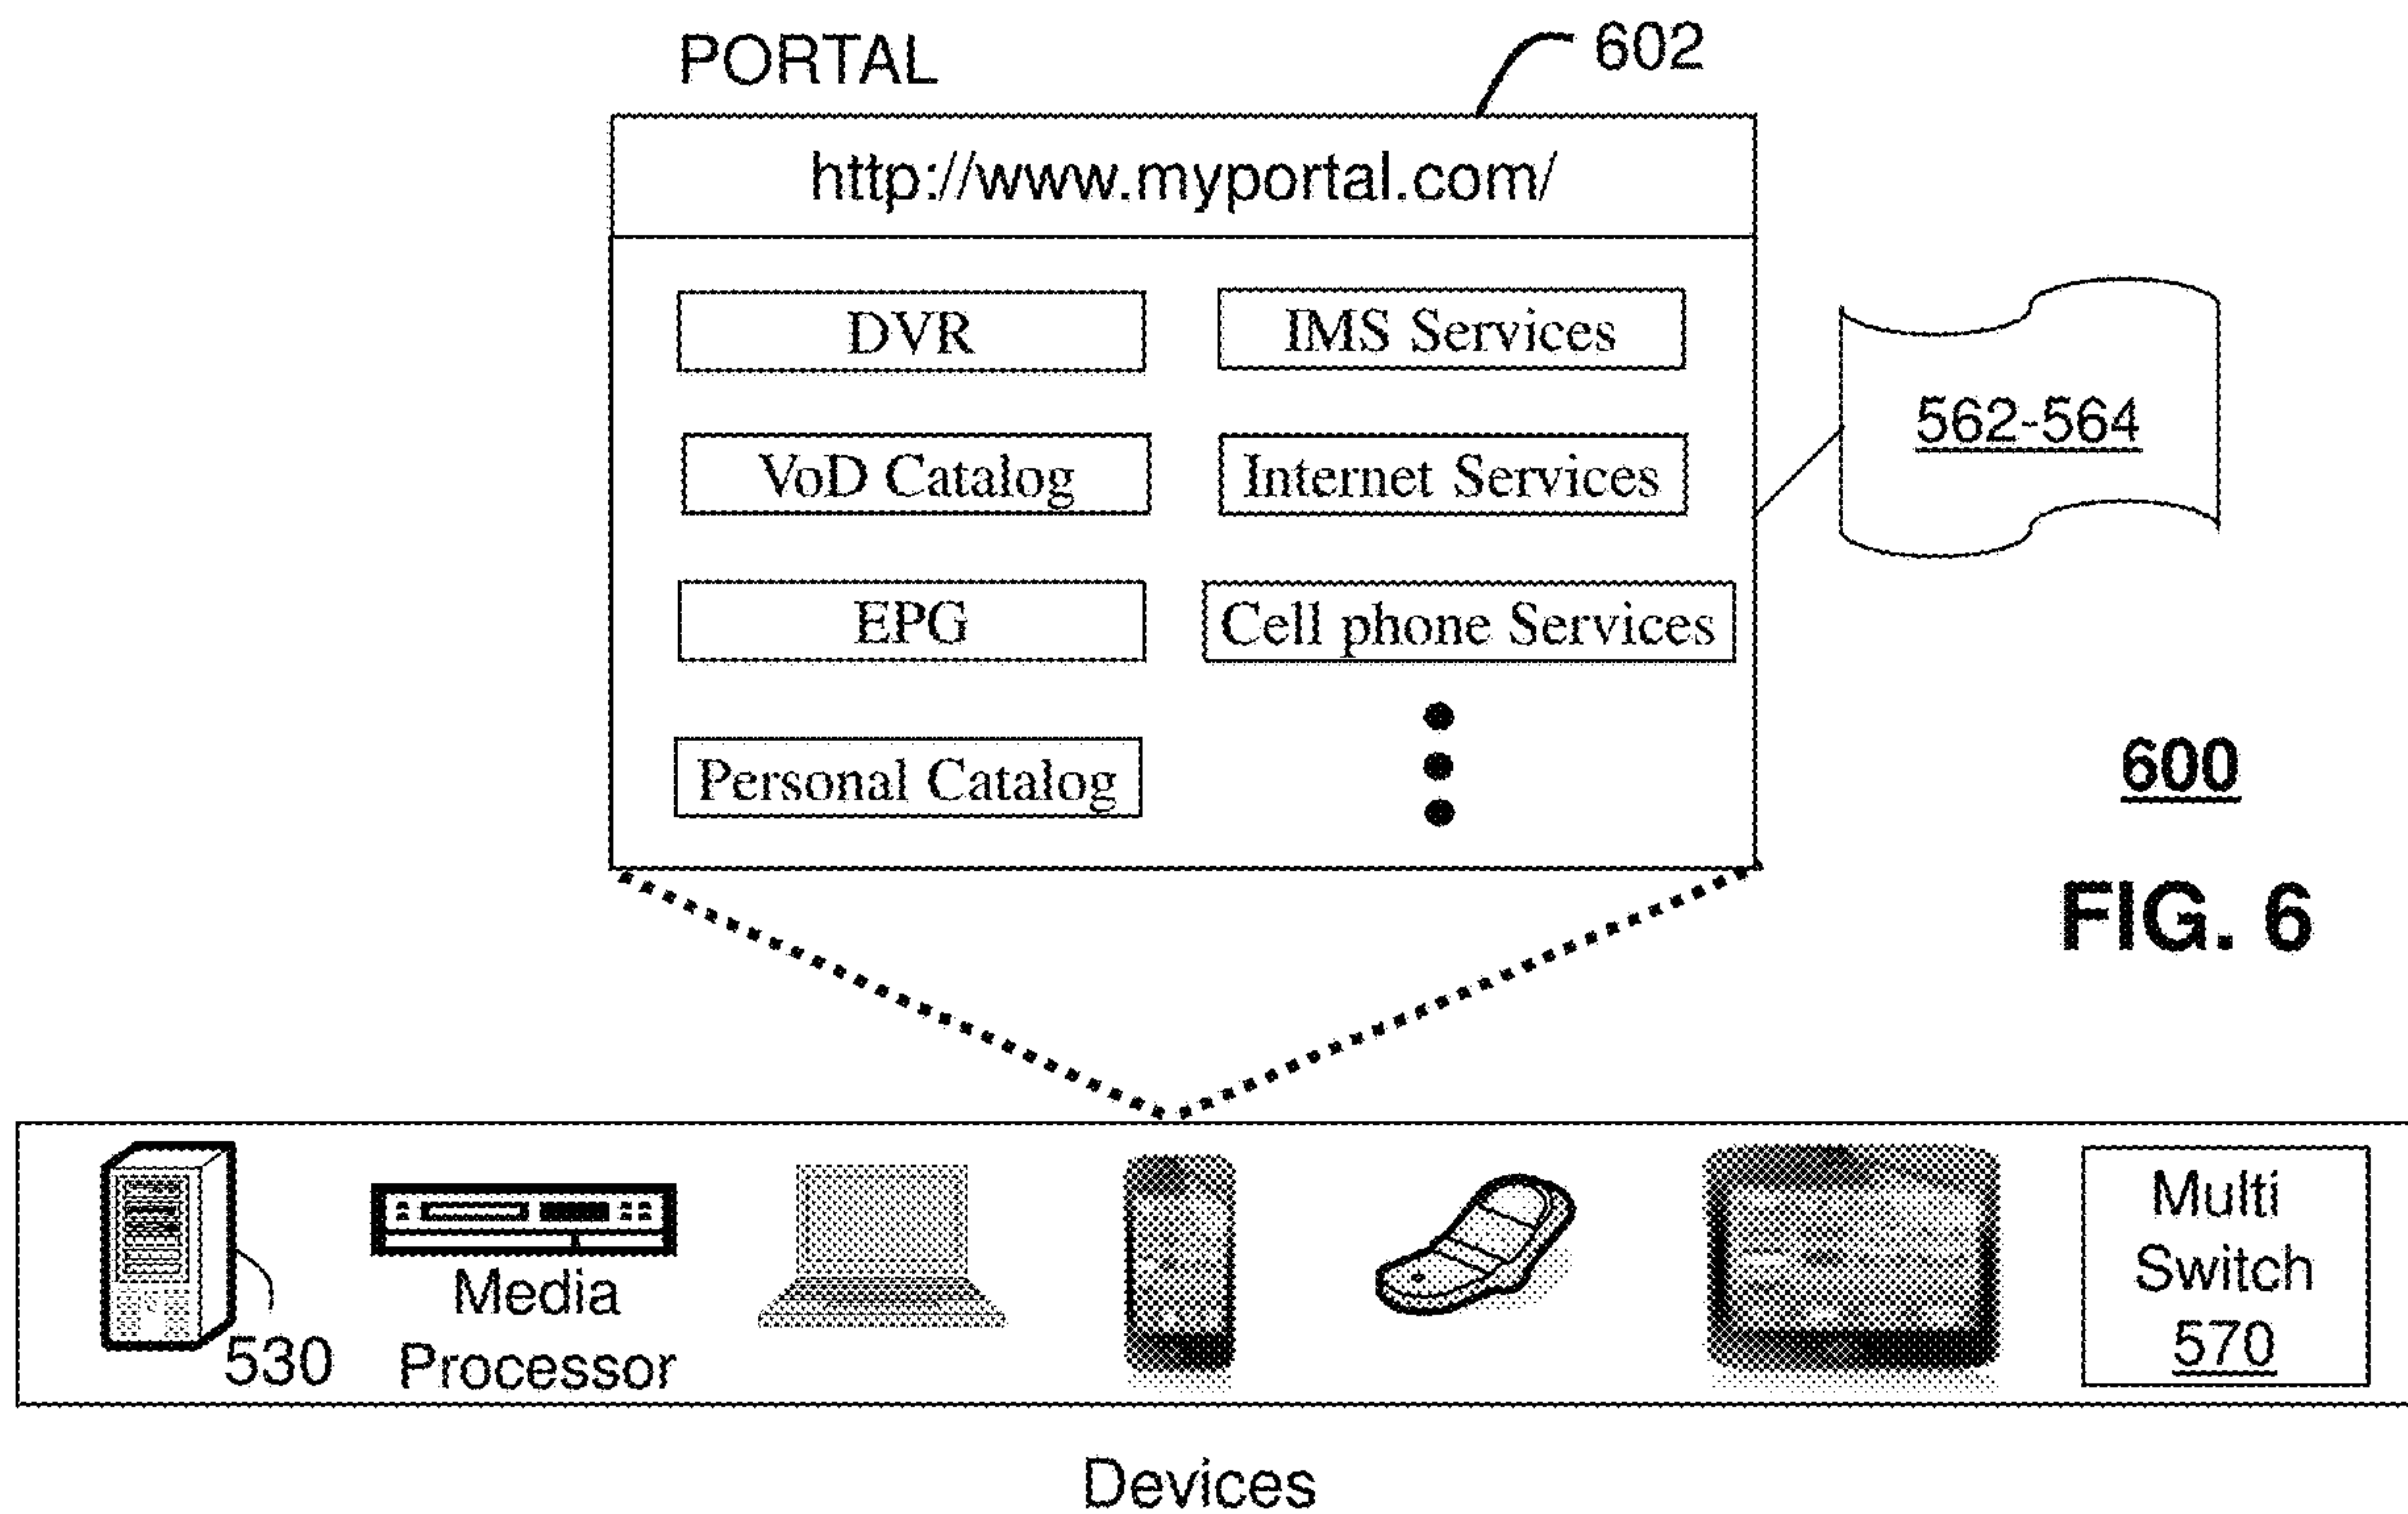 PORTAL
602
http://www.myportal.com/
DVR
IMS Services
VoD Catalog
Internet Services
562-564
EPG
Cell phone Services
Personal Catalog
600
FIG. 6
530
Media
Processor
Multi
Switch
570
Devices